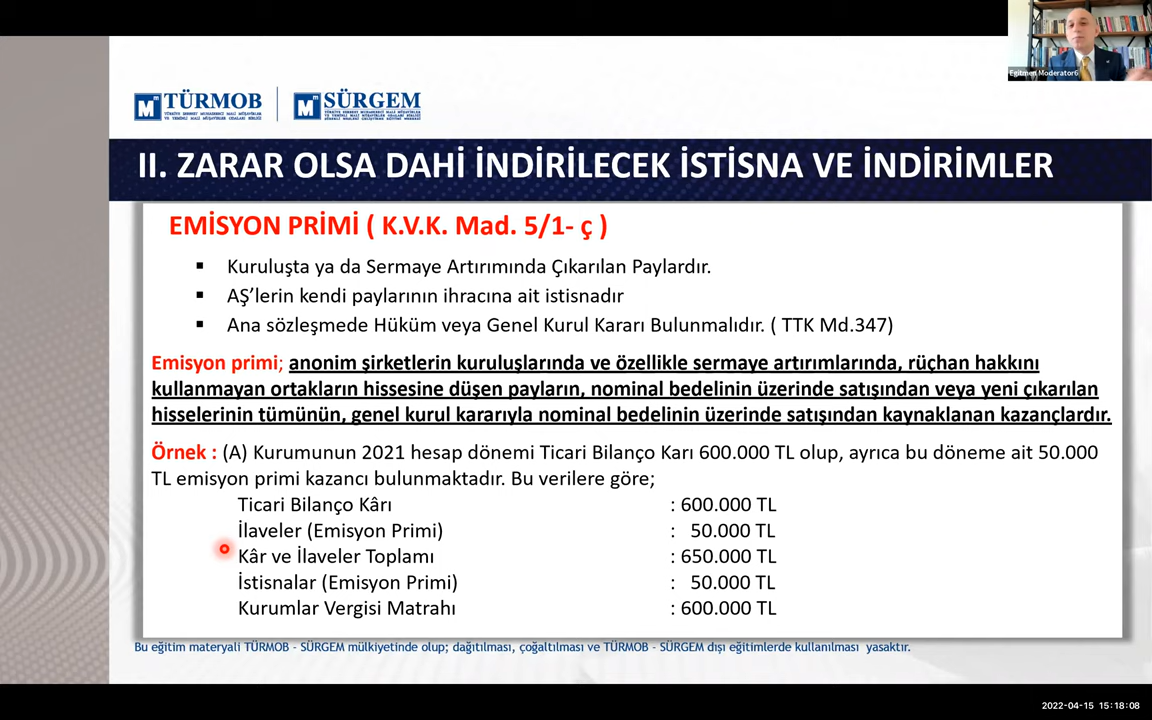 Egitmen Moderator6
TÜRMOB
SÜRGEM
II. ZARAR OLSA DAHİ İNDİRİLECEK İSTİSNA VE İNDİRİMLER
EMİSYON PRİMİ ( K.V.K. Mad. 5/1- ç )
▪ Kuruluşta ya da Sermaye Artırımında Çıkarılan Paylardır.
▪ AŞ’lerin kendi paylarının ihracına ait istisnadır
▪ Ana sözleşmede Hüküm veya Genel Kurul Kararı Bulunmalıdır. ( TTK Md.347)
Emisyon primi; anonim şirketlerin kuruluşlarında ve özellikle sermaye artırımlarında, rüçhan hakkını
kullanmayan ortakların hissesine düşen payların, nominal bedelinin üzerinde satışından veya yeni çıkarılan
hisselerinin tümünün, genel kurul kararıyla nominal bedelinin üzerinde satışından kaynaklanan kazançlardır.
Örnek : (A) Kurumunun 2021 hesap dönemi Ticari Bilanço Karı 600.000 TL olup, ayrıca bu döneme ait 50.000
TL emisyon primi kazancı bulunmaktadır. Bu verilere göre;
Ticari Bilanço Kârı : 600.000 TL
İlaveler (Emisyon Primi) : 50.000 TL
Kâr ve İlaveler Toplamı : 650.000 TL
İstisnalar (Emisyon Primi) : 50.000 TL
Kurumlar Vergisi Matrahı : 600.000 TL
Bu eğitim materyali TÜRMOB - SÜRGEM mülkiyetinde olup; dağıtılması, çoğaltılması ve TÜRMOB - SÜRGEM dışı eğitimlerde kullanılması yasaktır.
2022-04-15 15:18:08